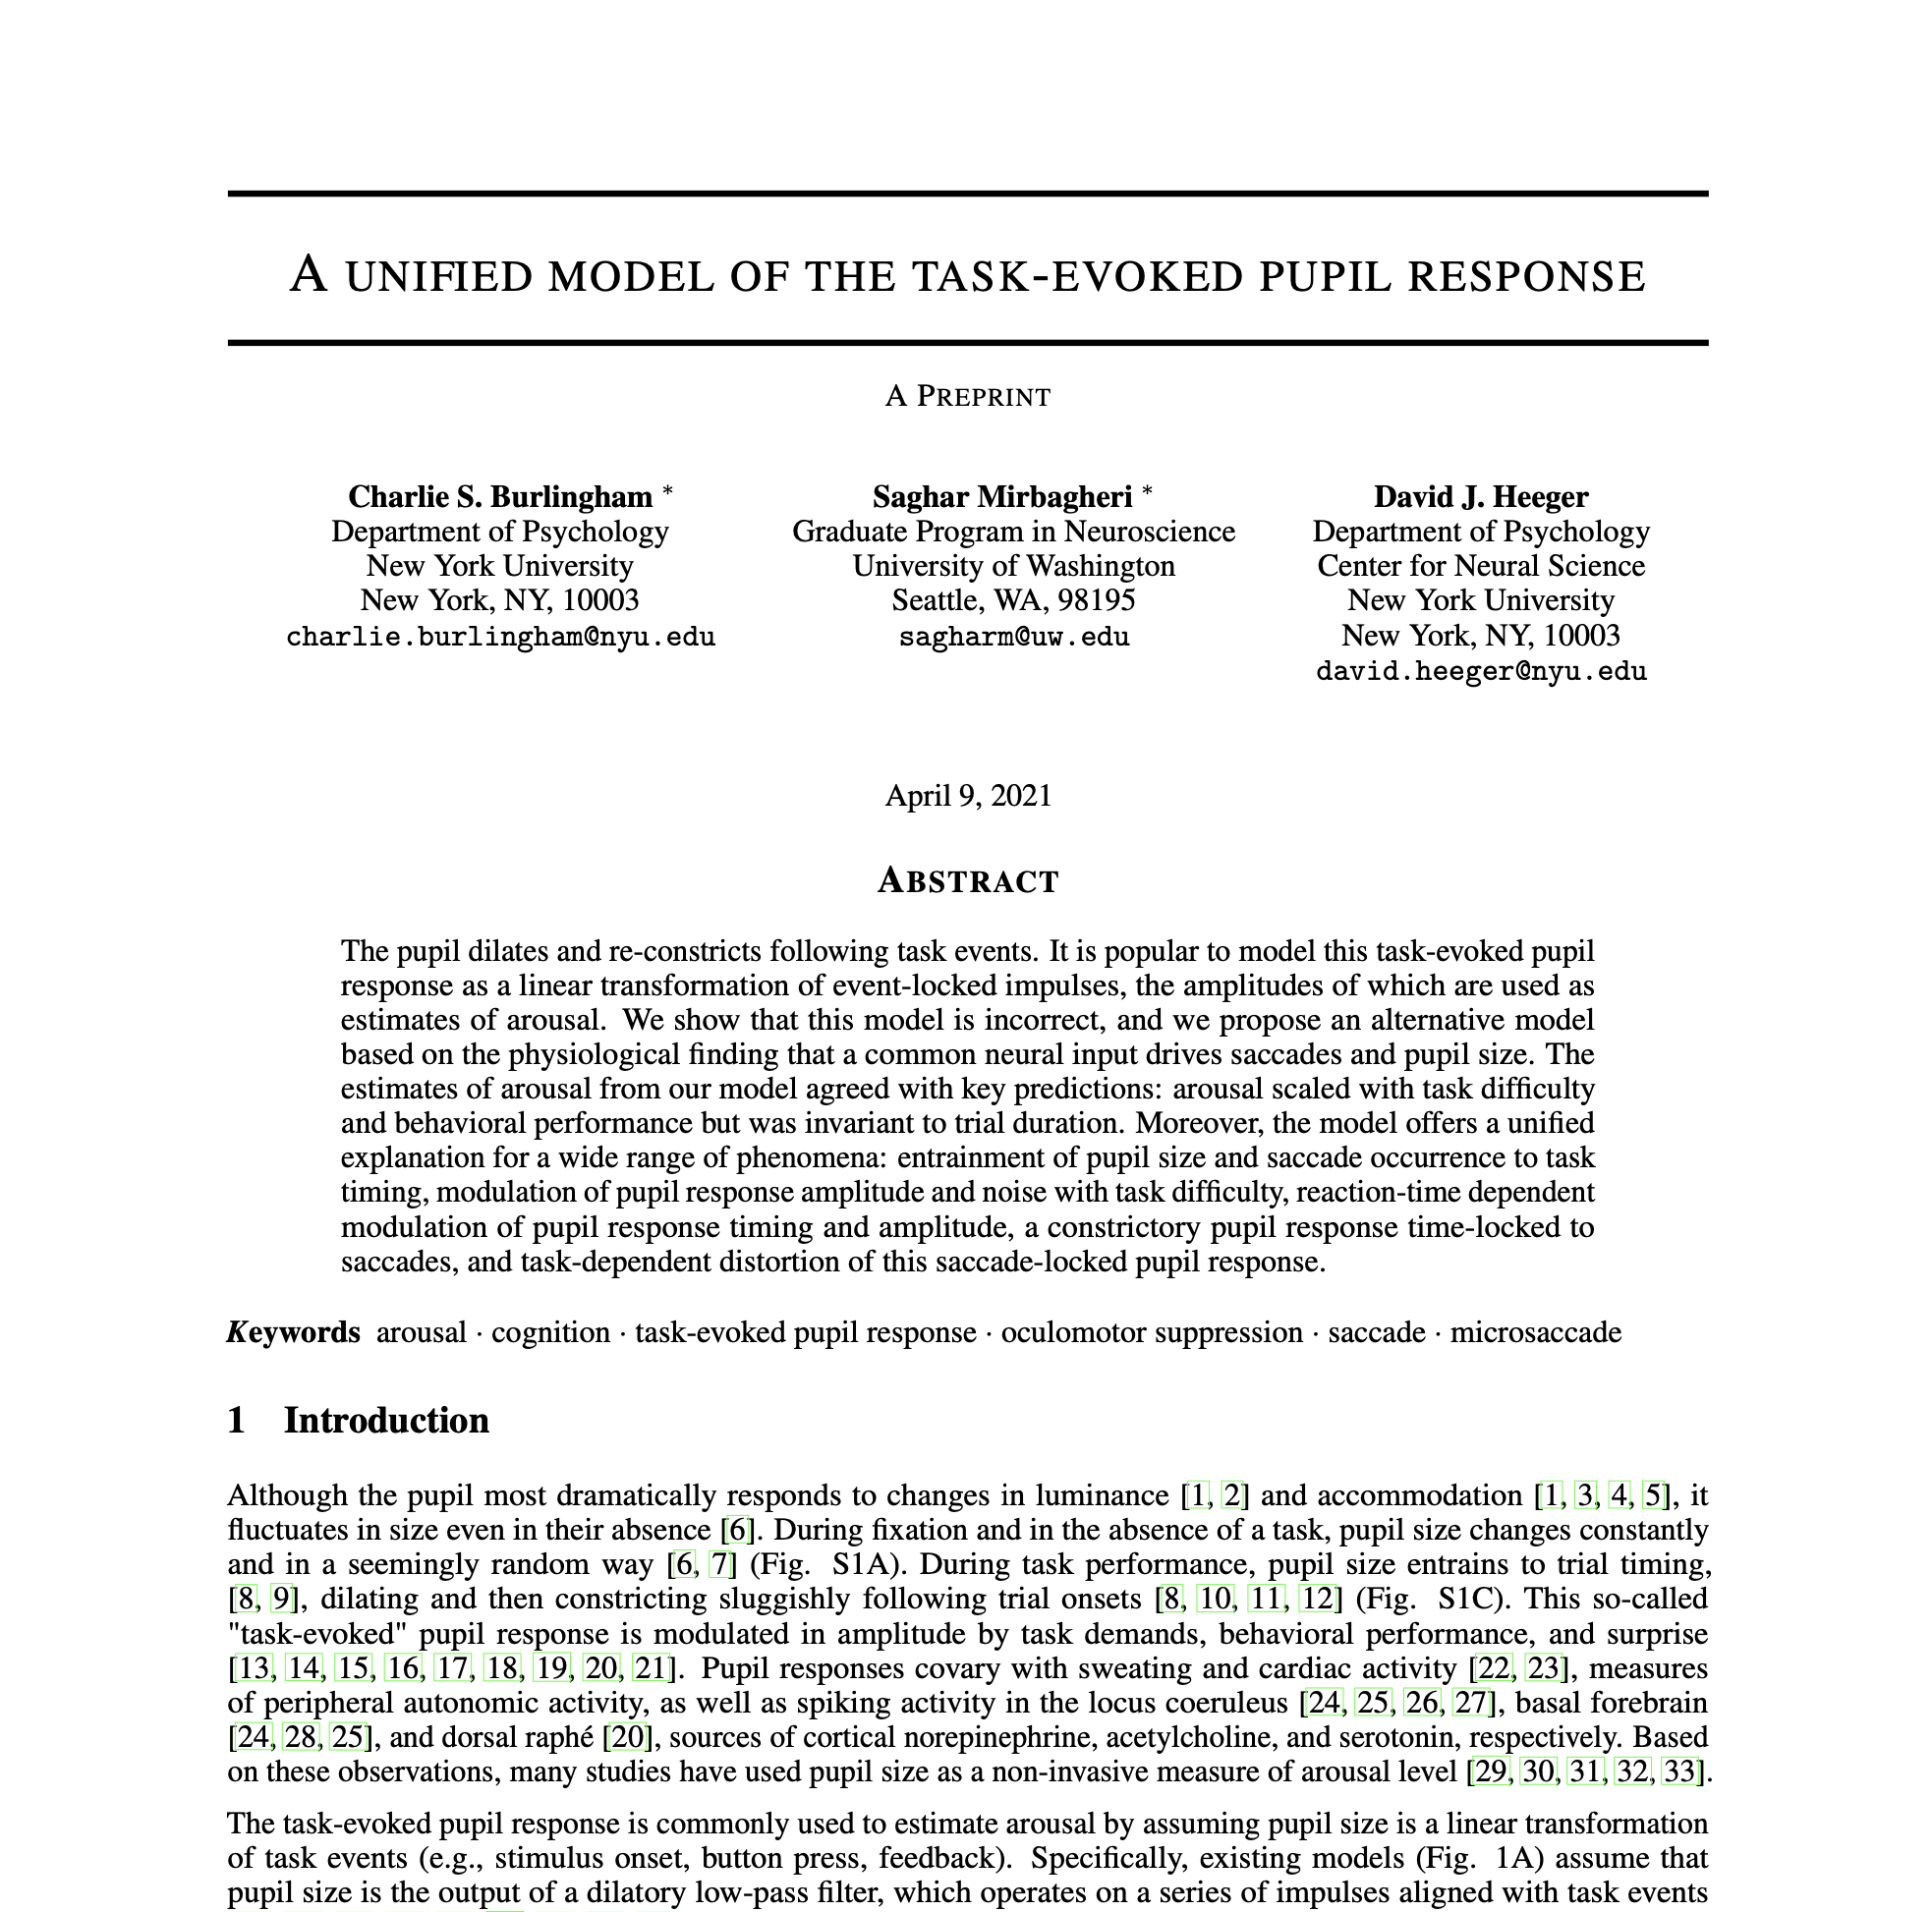 A UNIFIED MODEL OF THE TASK-EVOKED PUPIL RESPONSE
A PREPRINT
Charlie S. Burlingham *
Department of Psychology
New York University
New York, NY, 10003
charlie.burlingham@nyu.edu
Saghar Mirbagheri *
Graduate Program in Neuroscience
University of Washington
Seattle, WA, 98195
sagharm@uw.edu
David J. Heeger
Department of Psychology
Center for Neural Science
New York University
New York, NY, 10003
david.heeger@nyu.edu
April 9, 2021
ABSTRACT
The pupil dilates and re-constricts following task events. It is popular to model this task-evoked pupil
response as a linear transformation of event-locked impulses, the amplitudes of which are used as
estimates of arousal. We show that this model is incorrect, and we propose an alternative model
based on the physiological finding that a common neural input drives saccades and pupil size. The
estimates of arousal from our model agreed with key predictions: arousal scaled with task difficulty
and behavioral performance but was invariant to trial duration. Moreover, the model offers a unified
explanation for a wide range of phenomena: entrainment of pupil size and saccade occurrence to task
timing, modulation of pupil response amplitude and noise with task difficulty, reaction-time dependent
modulation of pupil response timing and amplitude, a constrictory pupil response time-locked to
saccades, and task-dependent distortion of this saccade-locked pupil response.
Keywords arousal · cognition · task-evoked pupil response · oculomotor suppression · saccade · microsaccade
1 Introduction
Although the pupil most dramatically responds to changes in luminance [1, 2] and accommodation [1, 3, 4, 5], it
fluctuates in size even in their absence [6]. During fixation and in the absence of a task, pupil size changes constantly
and in a seemingly random way [6, 7] (Fig. S1A). During task performance, pupil size entrains to trial timing,
[8, 9], dilating and then constricting sluggishly following trial onsets [8, 10, 11, 12] (Fig. S1C). This so-called
"task-evoked" pupil response is modulated in amplitude by task demands, behavioral performance, and surprise
[13, 14, 15, 16, 17, 18, 19, 20, 21]. Pupil responses covary with sweating and cardiac activity [22, 23], measures
of peripheral autonomic activity, as well as spiking activity in the locus coeruleus [24, 25, 26, 27], basal forebrain
[24, 28, 25], and dorsal raphé [20], sources of cortical norepinephrine, acetylcholine, and serotonin, respectively. Based
on these observations, many studies have used pupil size as a non-invasive measure of arousal level [29, 30, 31, 32, 33].
The task-evoked pupil response is commonly used to estimate arousal by assuming pupil size is a linear transformation
of task events (e.g., stimulus onset, button press, feedback). Specifically, existing models (Fig. 1A) assume that
pupil size is the output of a dilatory low-pass filter, which operates on a series of impulses aligned with task events